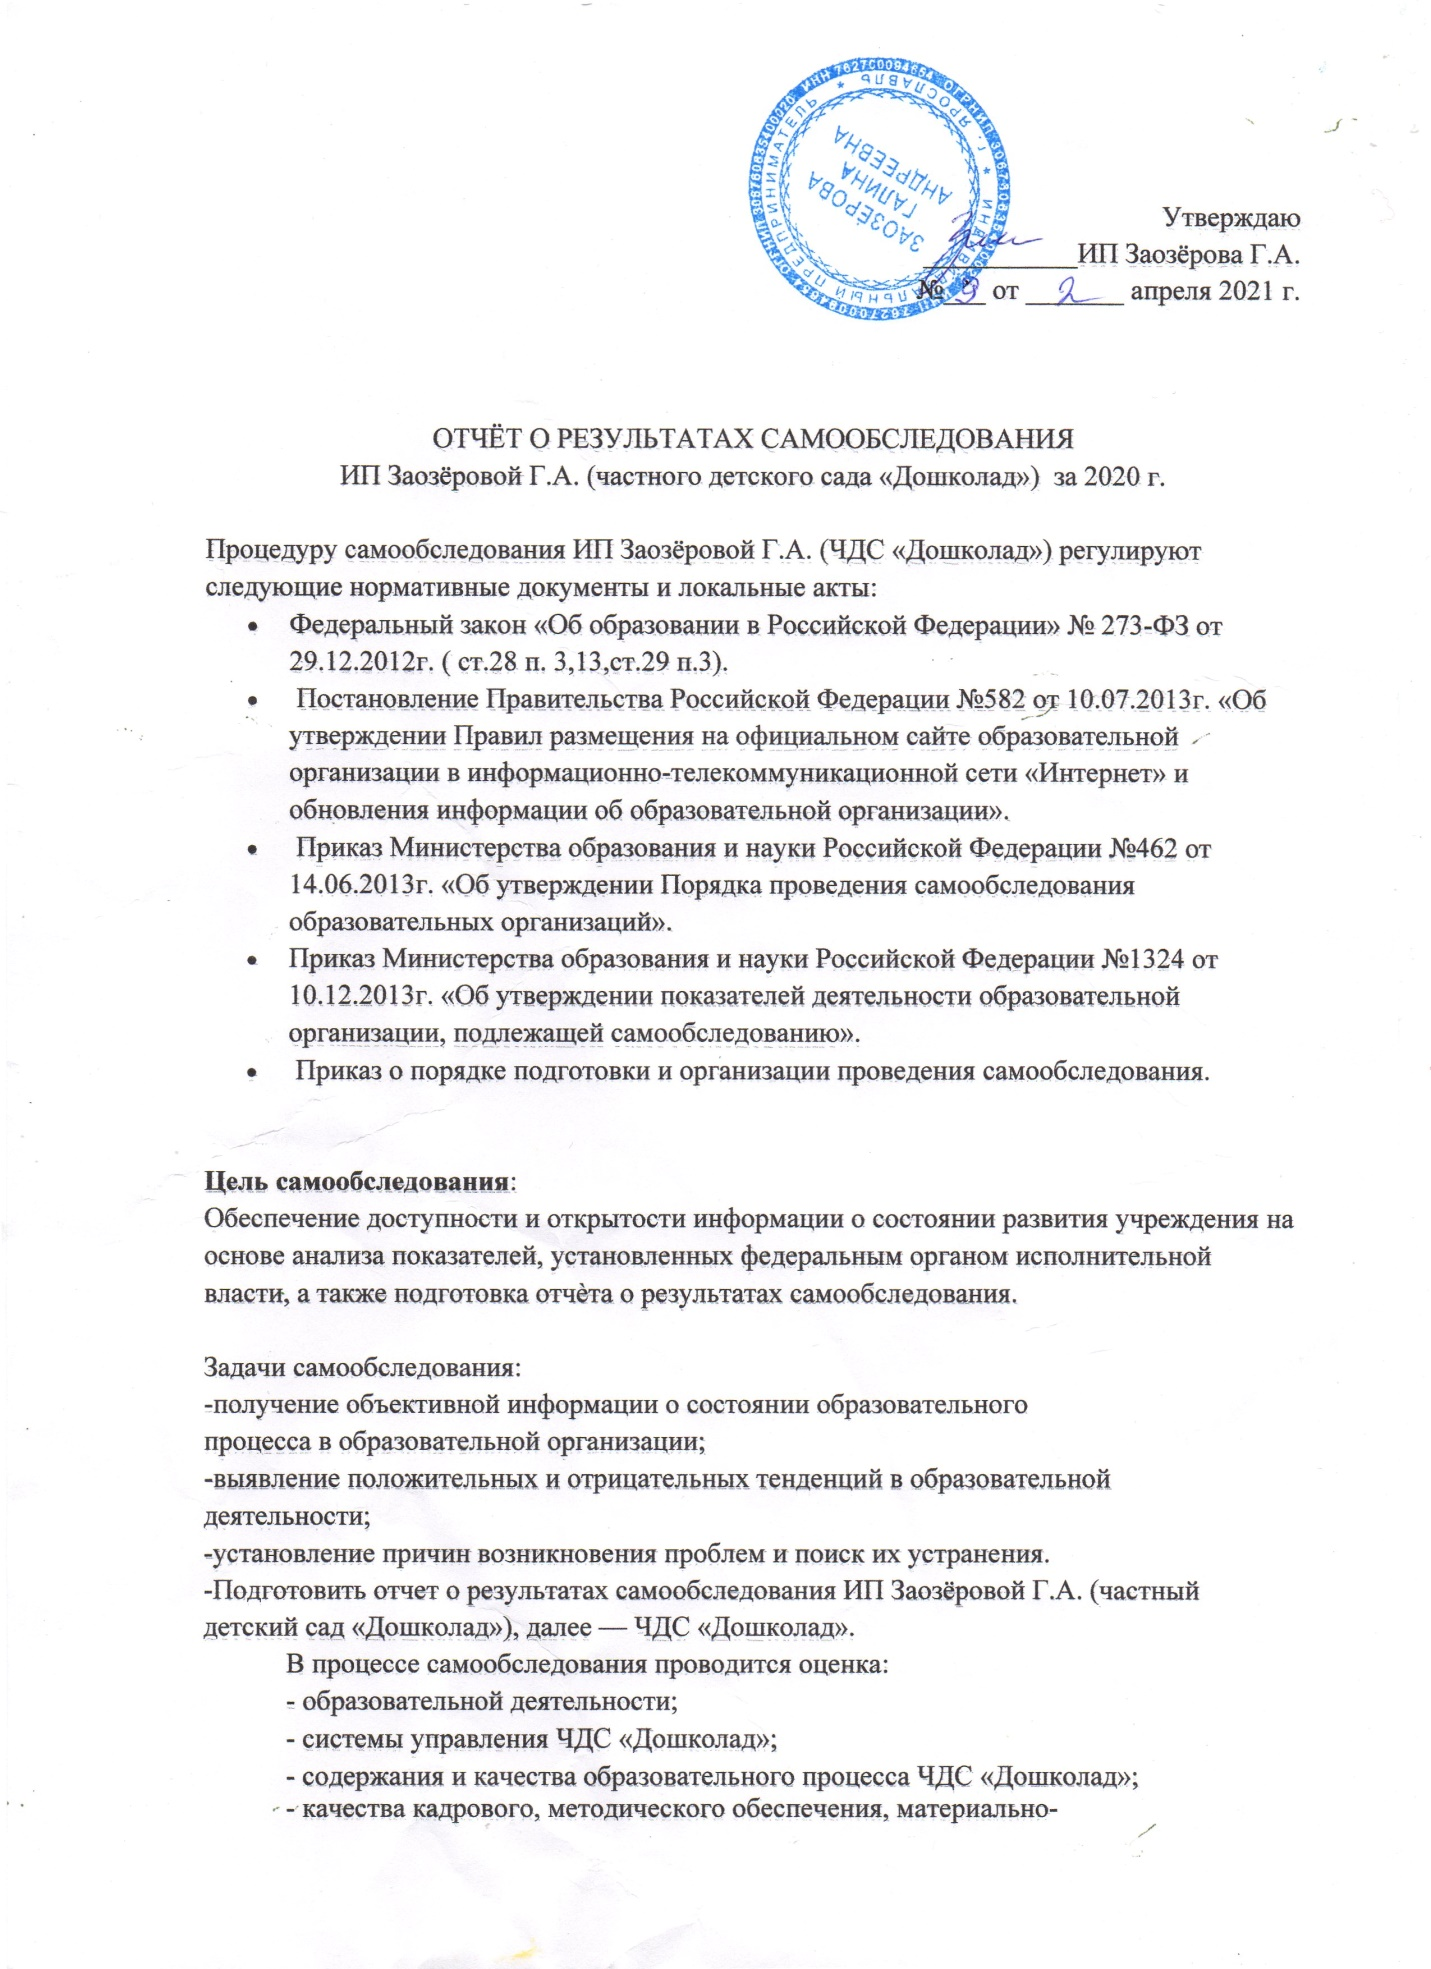 ЗАОЗЁРОВА
ГАЛИНА
АНДРЕЕВНА
ИНДИВИДУАЛЬНЫЙ ПРЕДПРИНИМАТЕЛЬ * г. ЯРОСЛАВЛЬ *
Утверждаю
___________ИП Заозёрова Г.А.
№ 9 от 2 апреля 2021 г.
ОТЧЁТ О РЕЗУЛЬТАТАХ САМООБСЛЕДОВАНИЯ
ИП Заозёровой Г.А. (частного детского сада «Дошколад») за 2020 г.
Процедуру самообследования ИП Заозёровой Г.А. (ЧДС «Дошколад») регулируют
следующие нормативные документы и локальные акты:
• Федеральный закон «Об образовании в Российской Федерации» № 273-ФЗ от
29.12.2012г. ( ст.28 п. 3,13,ст.29 п.3).
• Постановление Правительства Российской Федерации №582 от 10.07.2013г. «Об
утверждении Правил размещения на официальном сайте образовательной
организации в информационно-телекоммуникационной сети «Интернет» и
обновления информации об образовательной организации».
• Приказ Министерства образования и науки Российской Федерации №462 от
14.06.2013г. «Об утверждении Порядка проведения самообследования
образовательных организаций».
• Приказ Министерства образования и науки Российской Федерации №1324 от
10.12.2013г. «Об утверждении показателей деятельности образовательной
организации, подлежащей самообследованию».
• Приказ о порядке подготовки и организации проведения самообследования.
Цель самообследования:
Обеспечение доступности и открытости информации о состоянии развития учреждения на
основе анализа показателей, установленных федеральным органом исполнительной
власти, а также подготовка отчѐта о результатах самообследования.
Задачи самообследования:
-получение объективной информации о состоянии образовательного
процесса в образовательной организации;
-выявление положительных и отрицательных тенденций в образовательной
деятельности;
-установление причин возникновения проблем и поиск их устранения.
-Подготовить отчет о результатах самообследования ИП Заозёровой Г.А. (частный
детский сад «Дошколад»), далее — ЧДС «Дошколад».
В процессе самообследования проводится оценка:
- образовательной деятельности;
- системы управления ЧДС «Дошколад»;
- содержания и качества образовательного процесса ЧДС «Дошколад»;
- качества кадрового, методического обеспечения, материально-